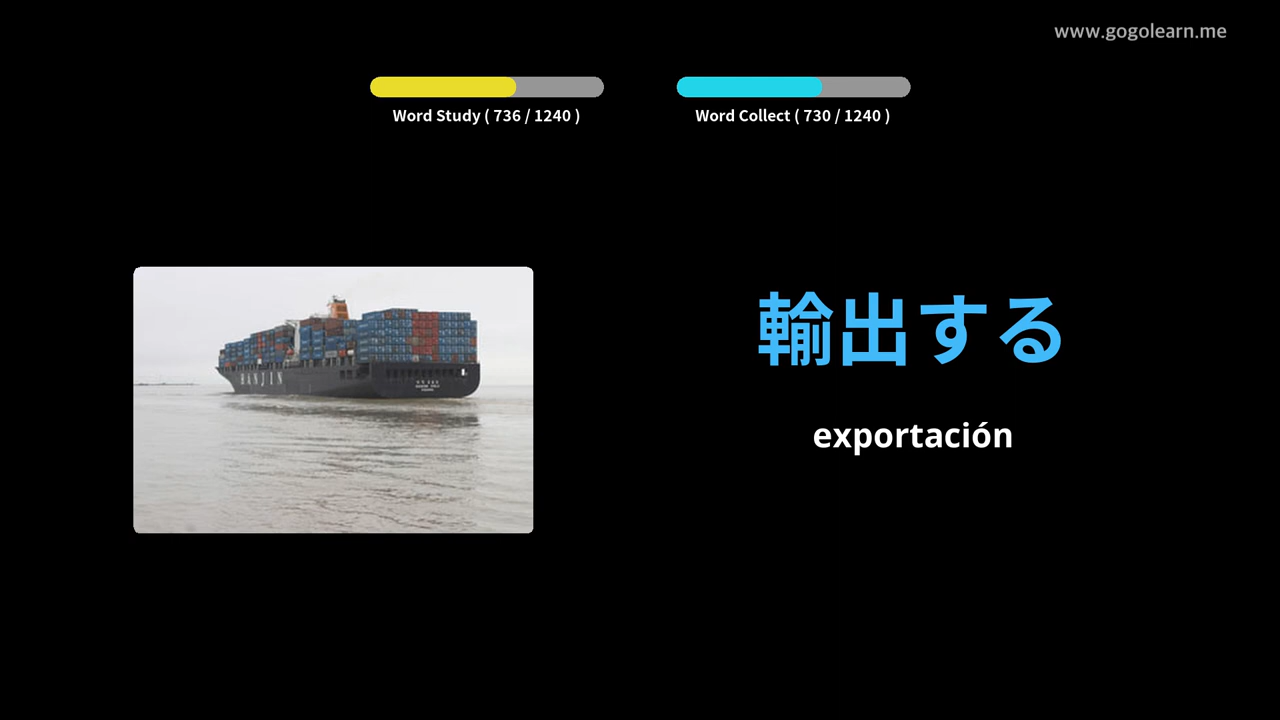 www.gogolearn.me
Word Study ( 736 / 1240 )
Word Collect ( 730 / 1240 )
HANJIN
輸出する
exportación